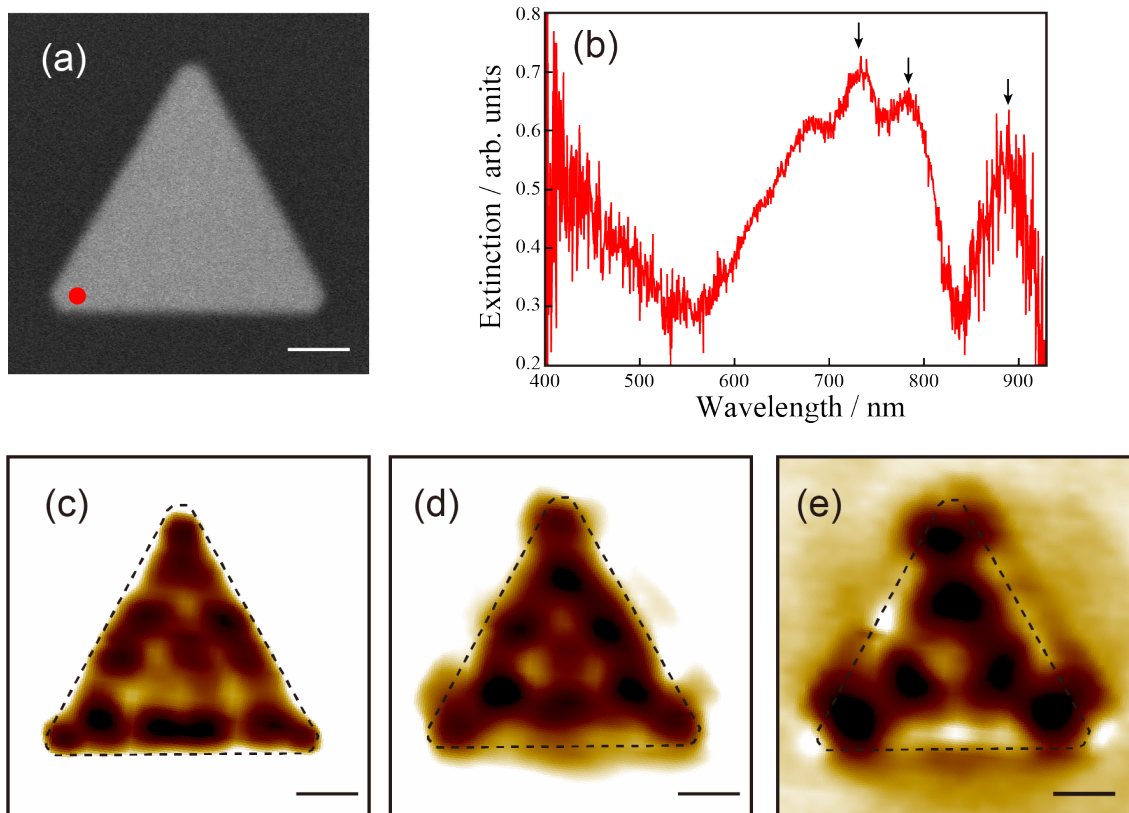 (a)
(b)
0.8
0.7
0.6
0.5
0.4
0.3
0.2
Extinction / arb. units
400 500 600 700 800 900
Wavelength / nm
(c)
(d)
(e)